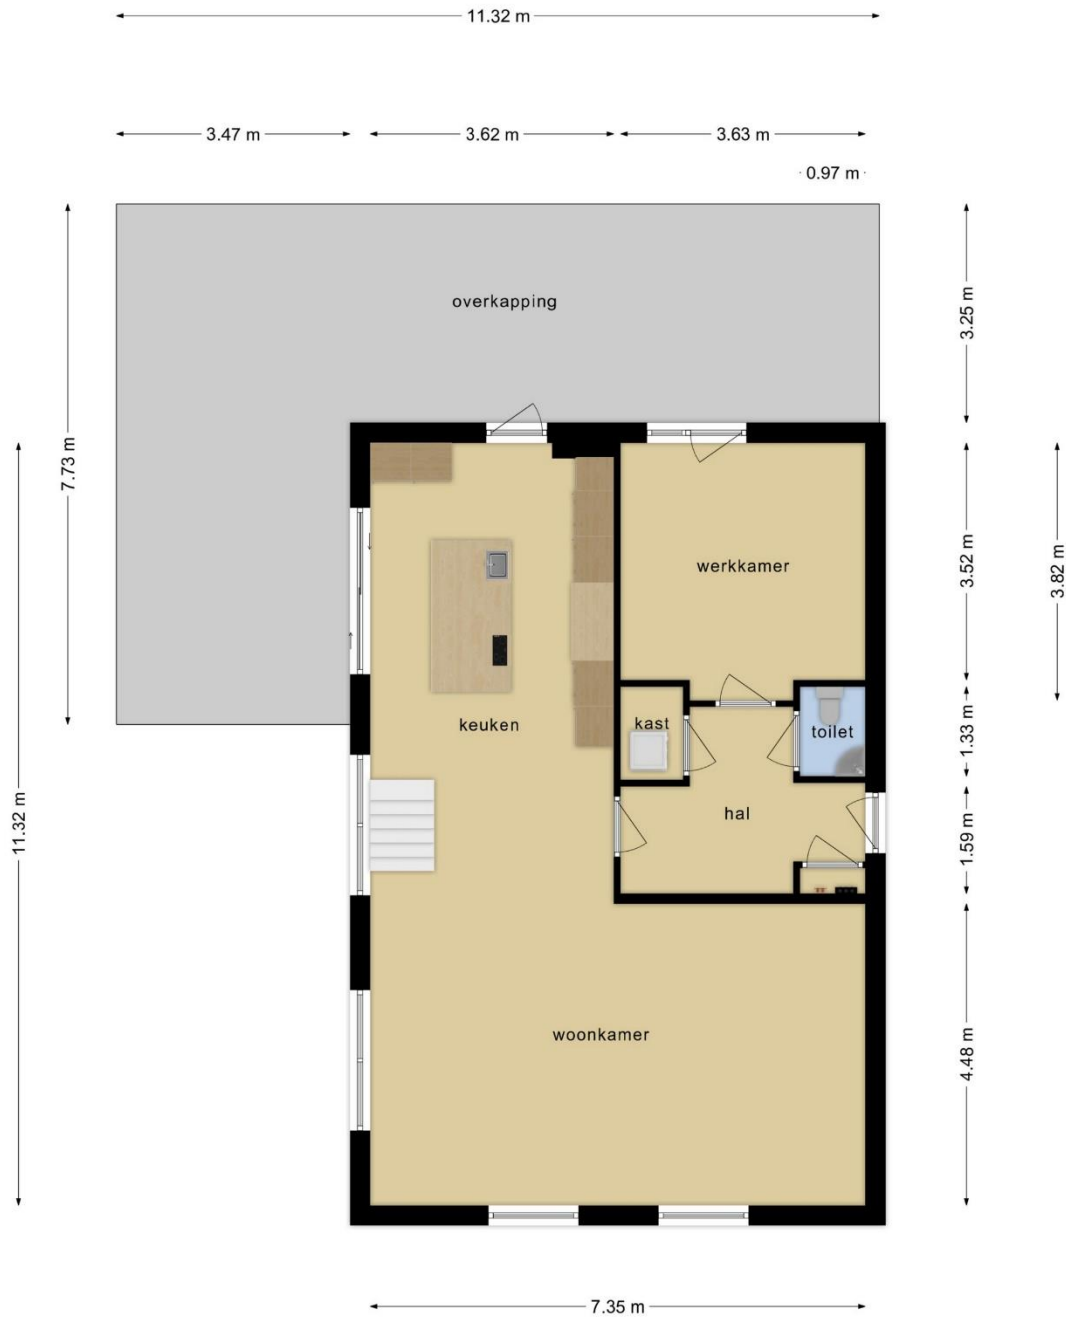 11.32 m
3.47 m
3.62 m
3.63 m
0.97 m
overkapping
3.25 m
7.73 m
11.32 m
werkkamer
3.52 m
3.82 m
keuken
kast
toilet
1.33 m
hal
1.59 m
woonkamer
4.48 m
7.35 m